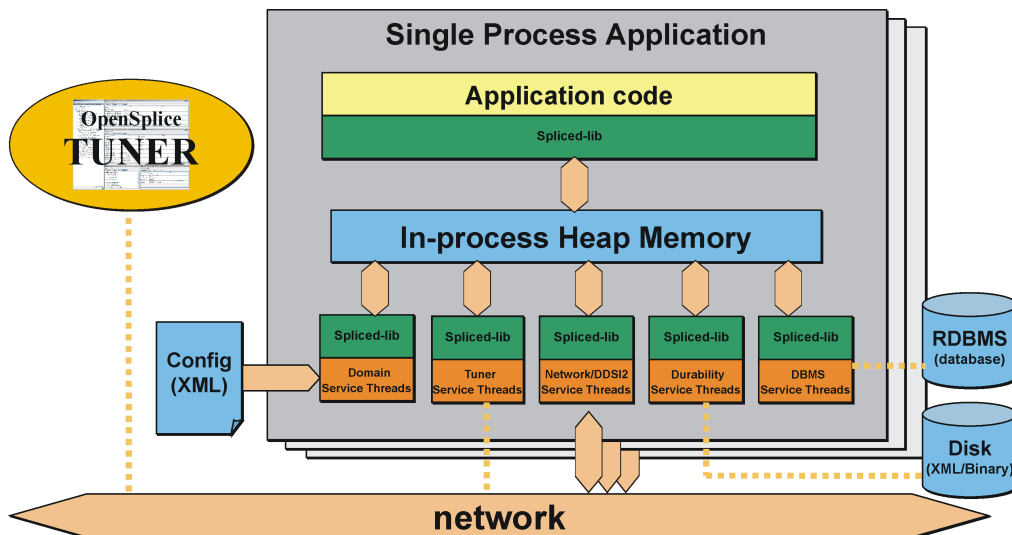 Single Process Application
Application code
Spliced-lib
OpenSplice
TUNER
In-process Heap Memory
Config
(XML)
Spliced-lib
Domain
Service Threads
Spliced-lib
Tuner
Service Threads
Spliced-lib
Network/DDSI2
Service Threads
Spliced-lib
Durability
Service Threads
Spliced-lib
DBMS
Service Threads
RDBMS
(database)
Disk
(XML/Binary)
network